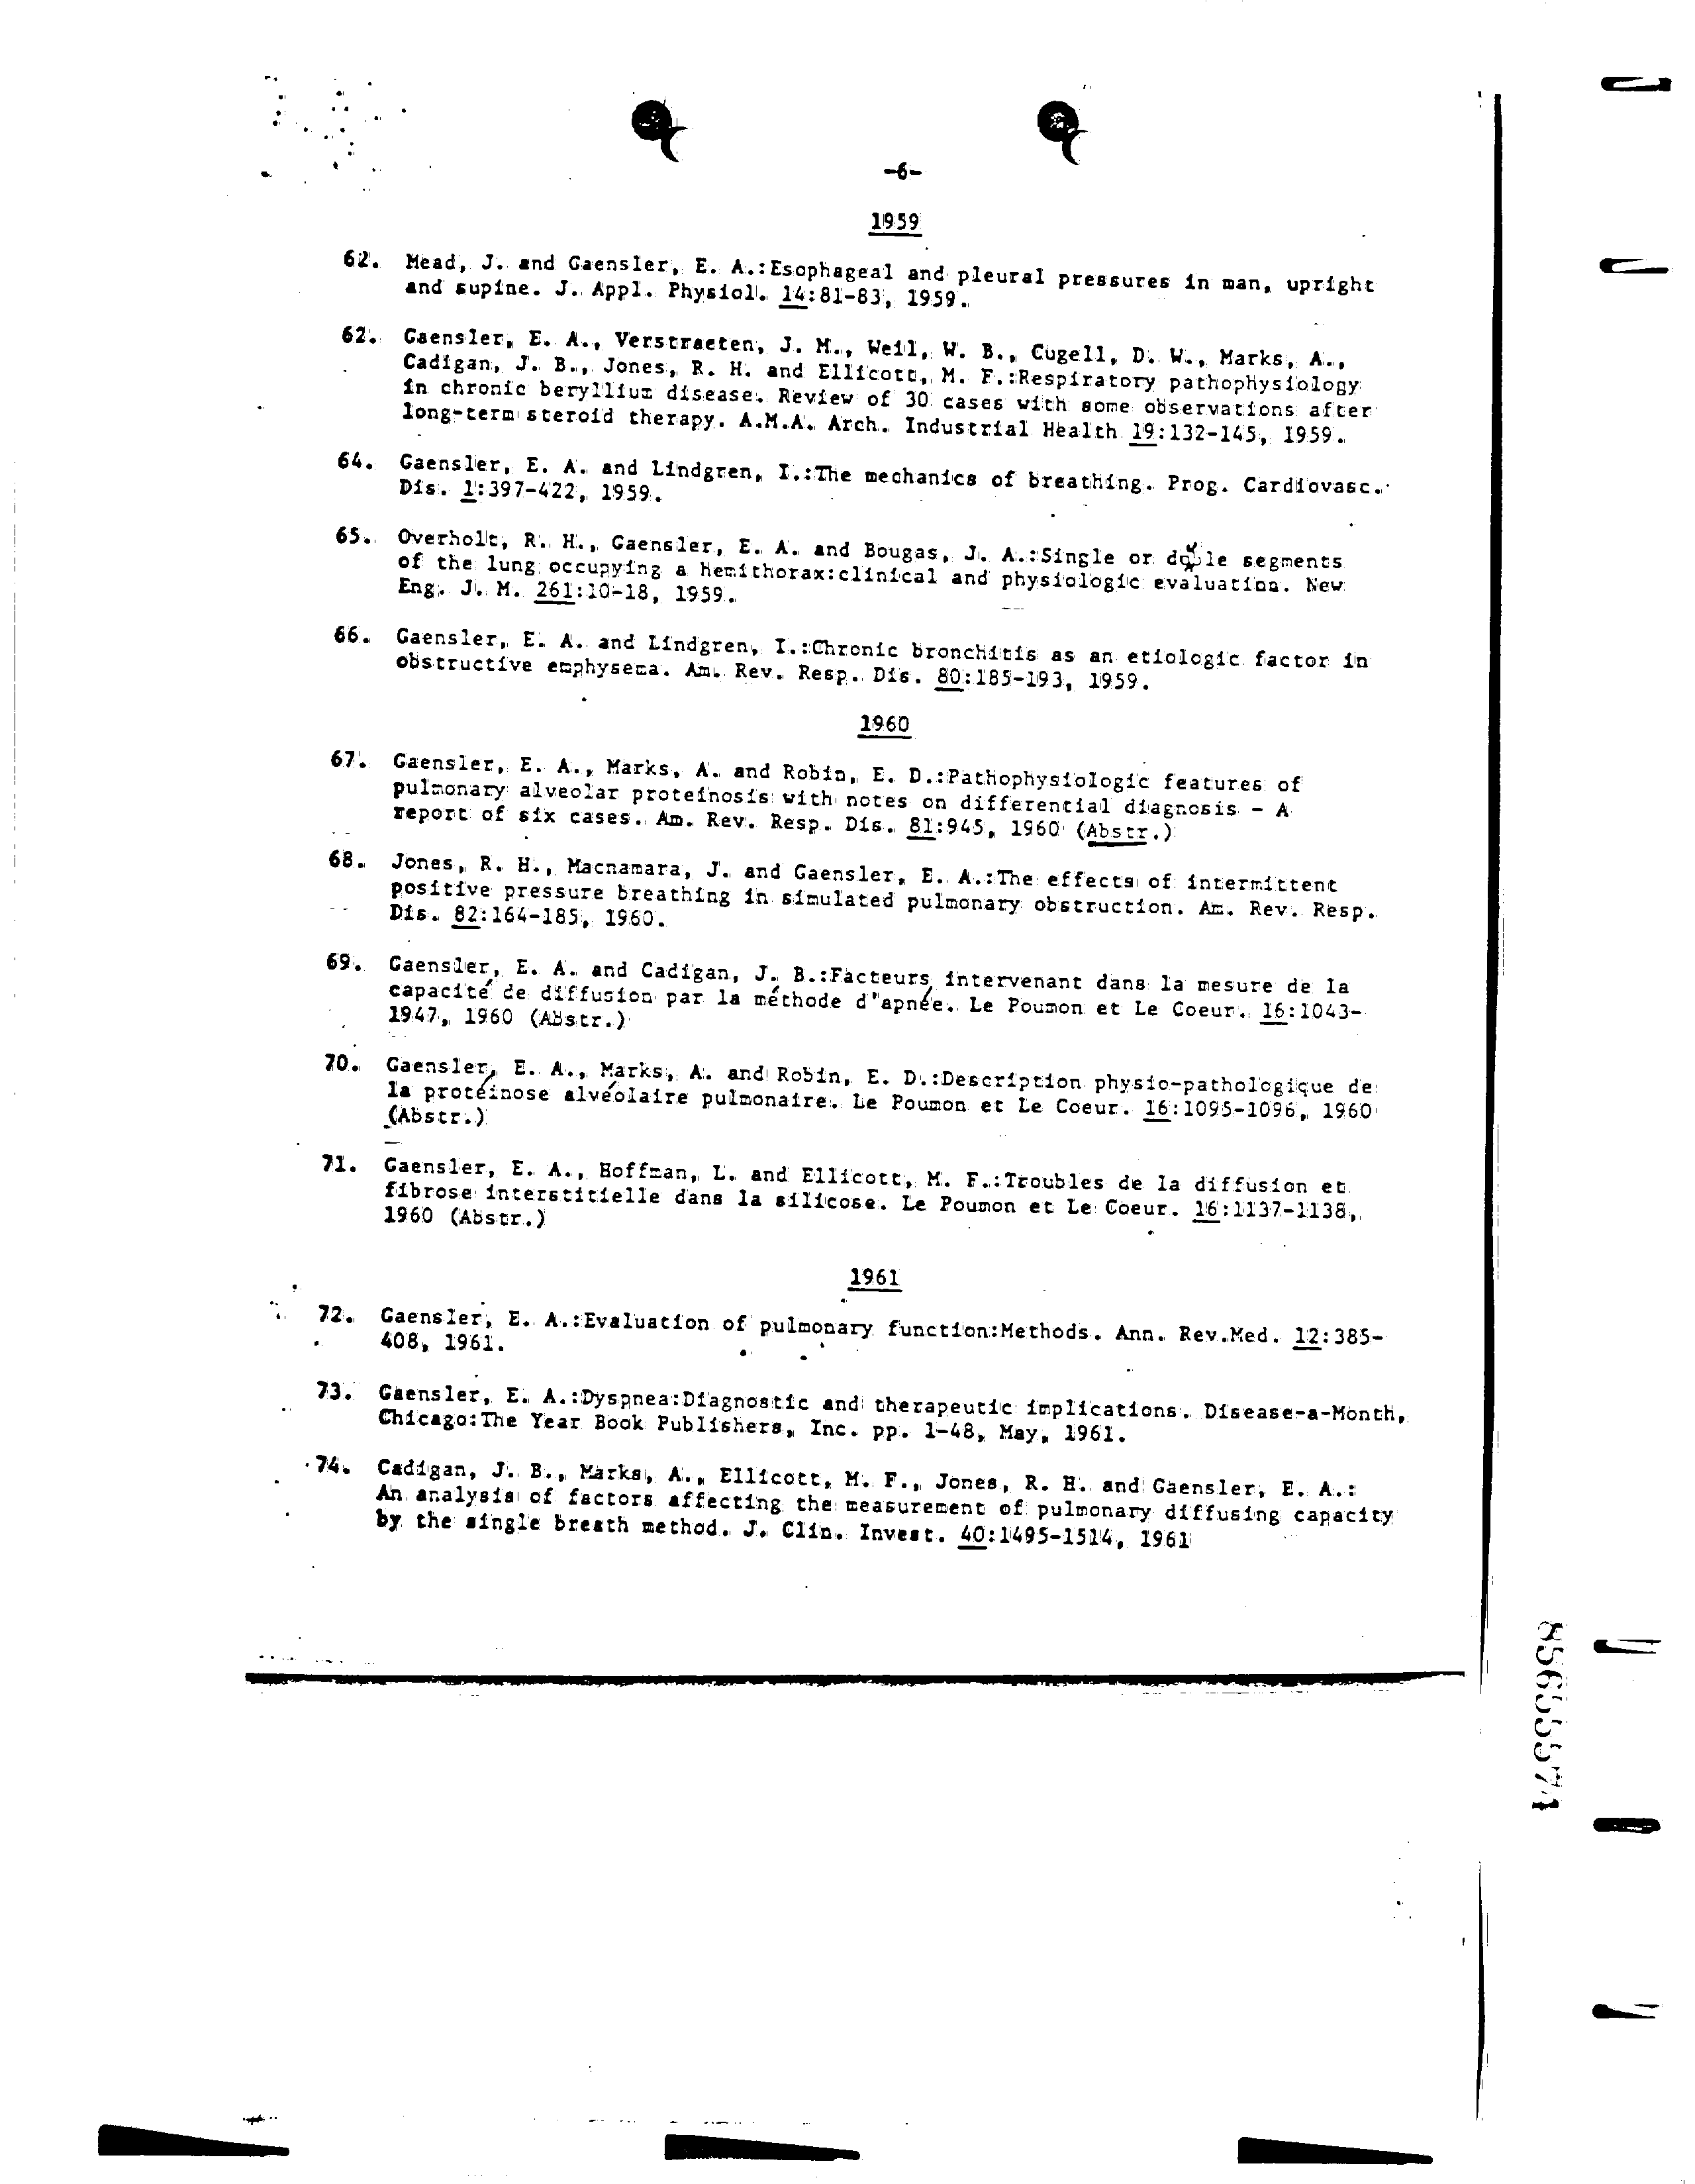 -6-
1959
62. Mead, J. and Gaensler, E. A.:Esophageal and pleural pressures in man, upright
and supine. J. Appl. Physiol. 14:81-83, 1959.
62. Gaensler, E. A., Verstraeten, J. M., Weil, W. B., Cugell, D. W., Marks, A.,
Cadigan, J. B., Jones, R. H. and Ellicott, M. F.:Respiratory pathophysiology
in chronic beryllium disease. Review of 30 cases with some observations after
long-term steroid therapy. A.M.A. Arch. Industrial Health 19:132-145, 1959.
64. Gaensler, E. A. and Lindgren, I.:The mechanics of breathing. Prog. Cardiovasc.
Dis. 1:397-422, 1959.
65. Overholt, R. H., Gaensler, E. A. and Bougas, J. A.:Single or double segments
of the lung occupying a Hemithorax:clinical and physiologic evaluation. New
Eng. J. M. 261:10-18, 1959.
66. Gaensler, E. A. and Lindgren, I.:Chronic bronchitis as an etiologic factor in
obstructive emphysema. Am. Rev. Resp. Dis. 80:185-193, 1959.
1960
67. Gaensler, E. A., Marks, A. and Robin, E. D.:Pathophysiologic features of
pulmonary alveolar proteinosis with notes on differential diagnosis - A
report of six cases. Am. Rev. Resp. Dis. 81:945, 1960 (Abstr.)
68. Jones, R. H., Macnamara, J. and Gaensler, E. A.:The effects of intermittent
positive pressure breathing in simulated pulmonary obstruction. Am. Rev. Resp.
Dis. 82:164-185, 1960.
69. Gaensler, E. A. and Cadigan, J. B.:Facteurs intervenant dans la mesure de la
capacité de diffusion par la méthode d"apnée. Le Poumon et Le Coeur. 16:1043-
1947, 1960 (Abstr.)
70. Gaensler, E. A., Marks, A. and Robin, E. D.:Description physio-pathologique de
la protéinose alvéolaire pulmonaire. Le Poumon et Le Coeur. 16:1095-1096, 1960
(Abstr.)
71. Gaensler, E. A., Hoffman, L. and Ellicott, M. F.:Troubles de la diffusion et
fibrose interstitielle dans la silicose. Le Poumon et Le Coeur. 16:1137-1138,
1960 (Abstr.)
1961
72. Gaensler, E. A.:Evaluation of pulmonary function:Methods. Ann. Rev.Med. 12:385-
408, 1961.
73. Gaensler, E. A.:Dyspnea:Diagnostic and therapeutic implications. Disease-a-Month,
Chicago:The Year Book Publishers, Inc. pp. 1-48, May, 1961.
74. Cadigan, J. B., Marks, A., Ellicott, M. F., Jones, R. H. and Gaensler, E. A.:
An analysis of factors affecting the measurement of pulmonary diffusing capacity
by the single breath method. J. Clin. Invest. 40:1495-1514, 1961
85655574